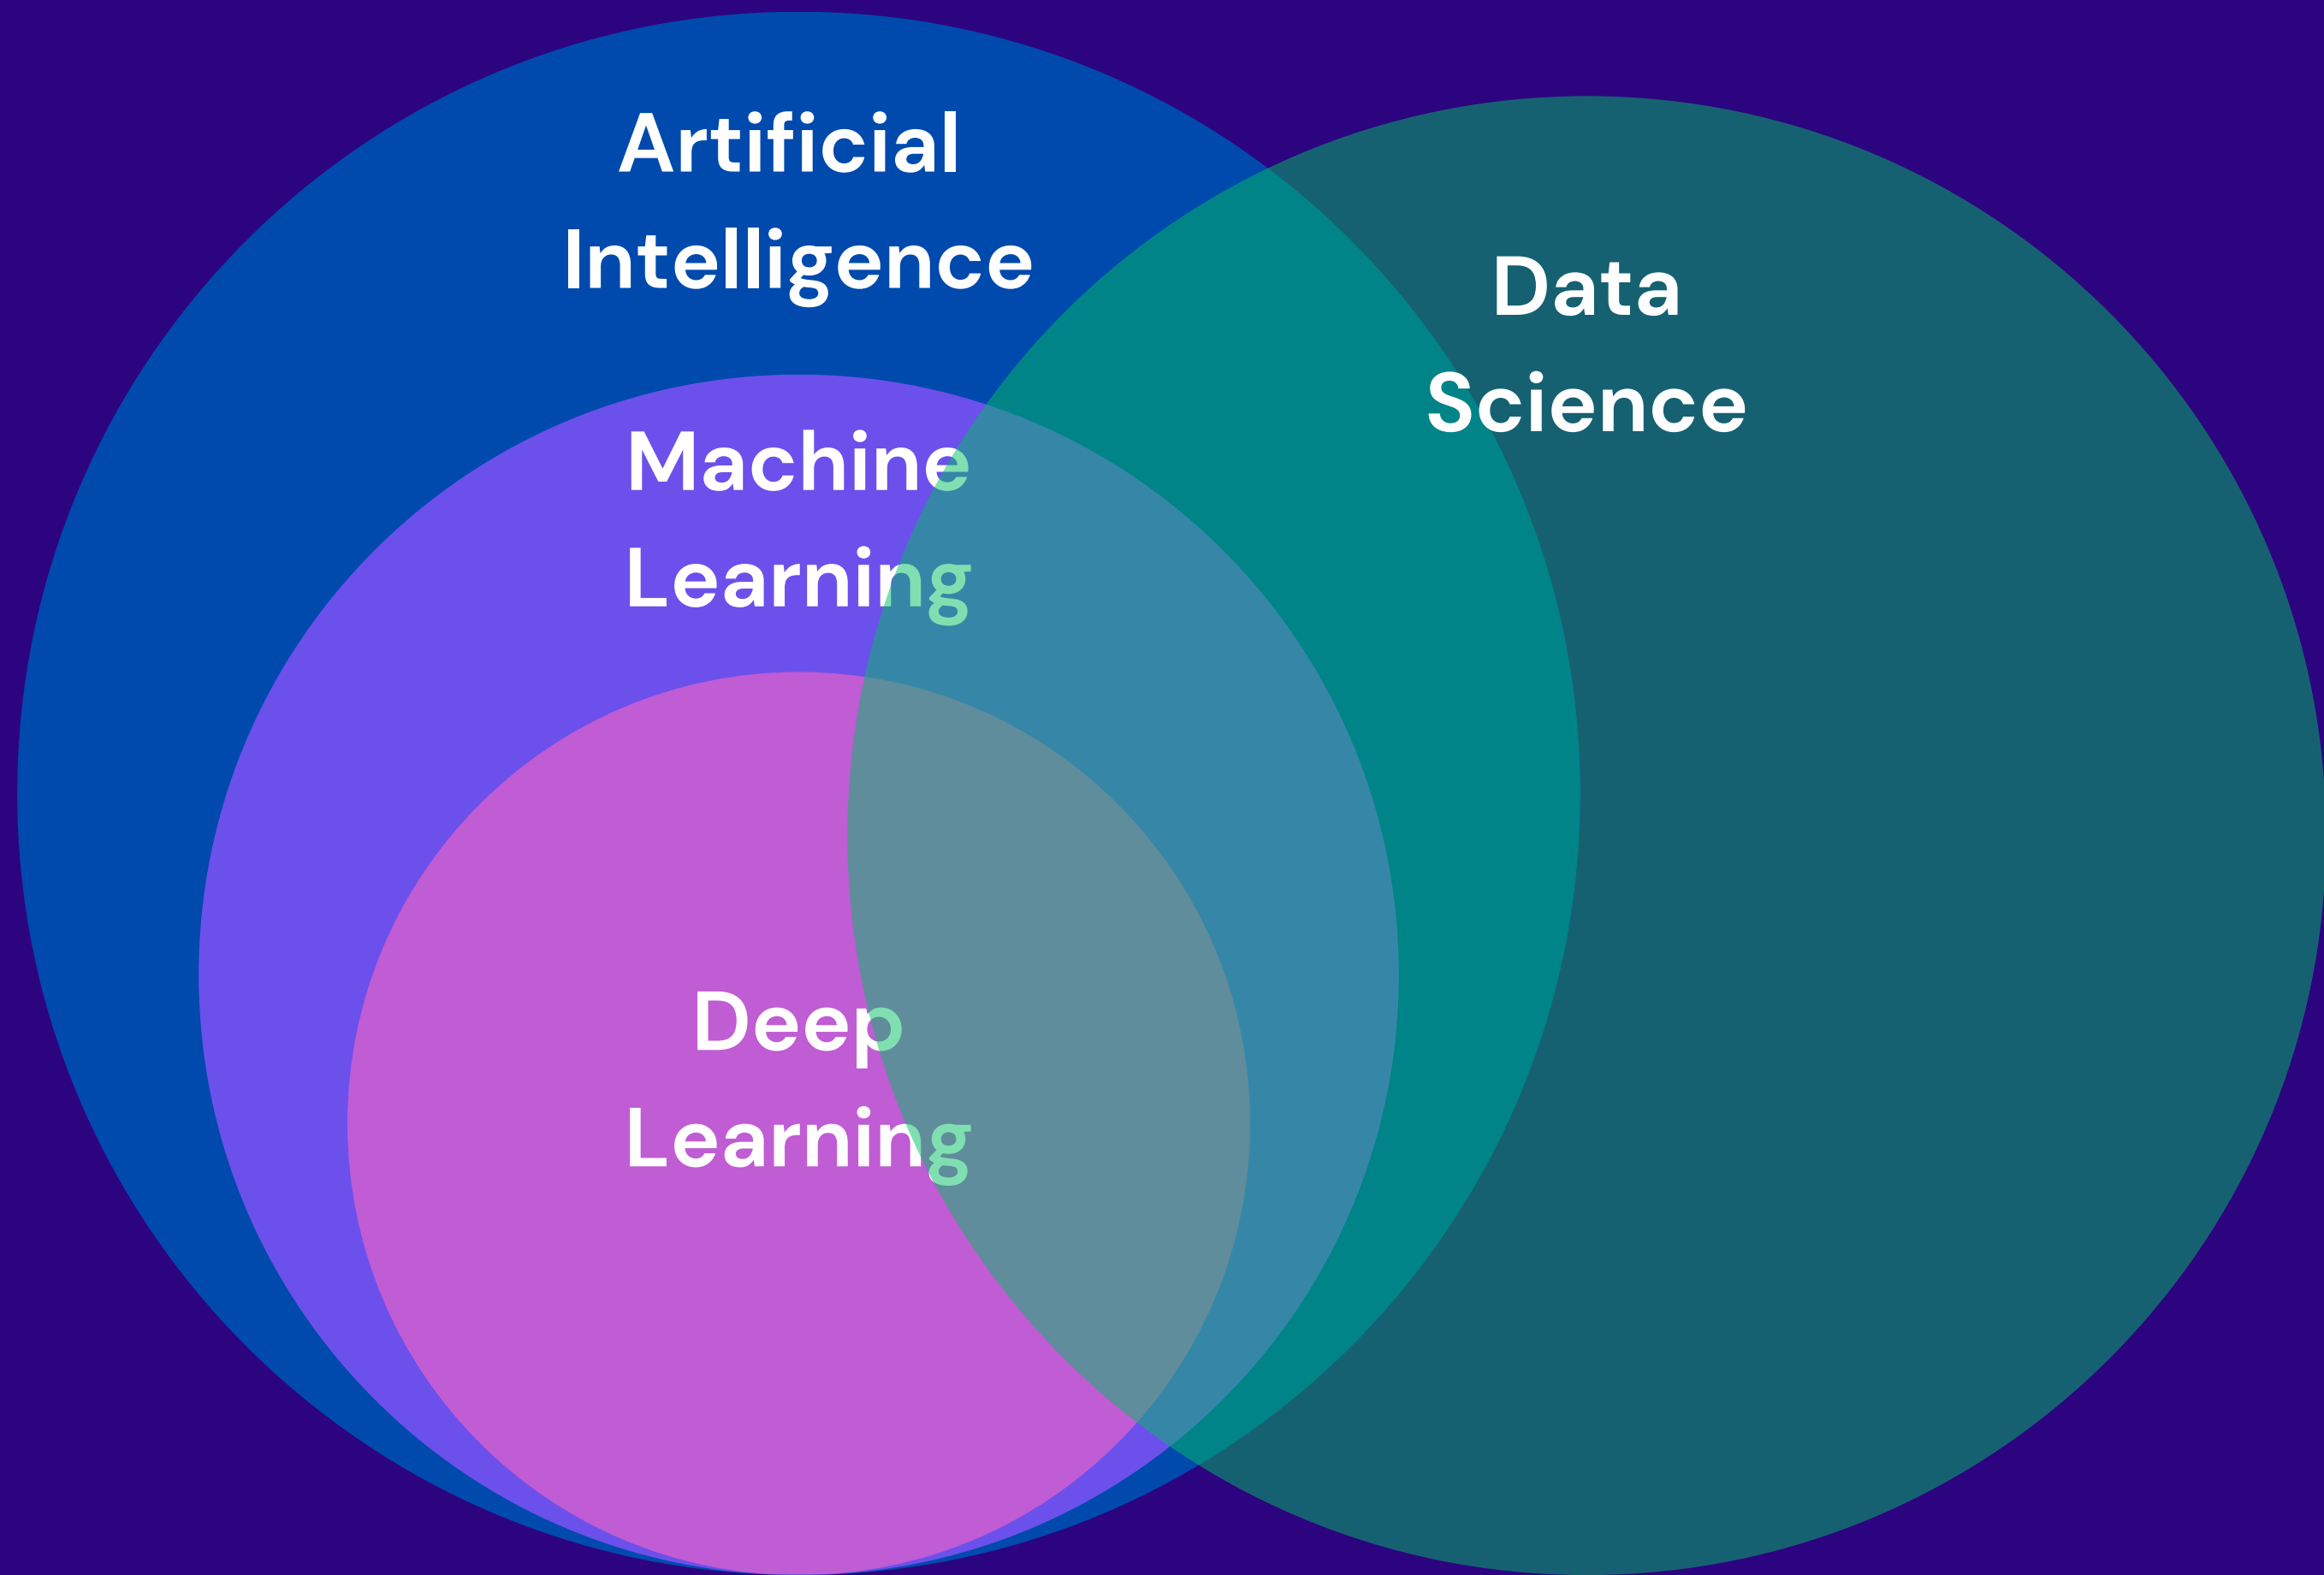 Artificial
Intelligence
Data
Science
Machine
Learning
Deep
Learning